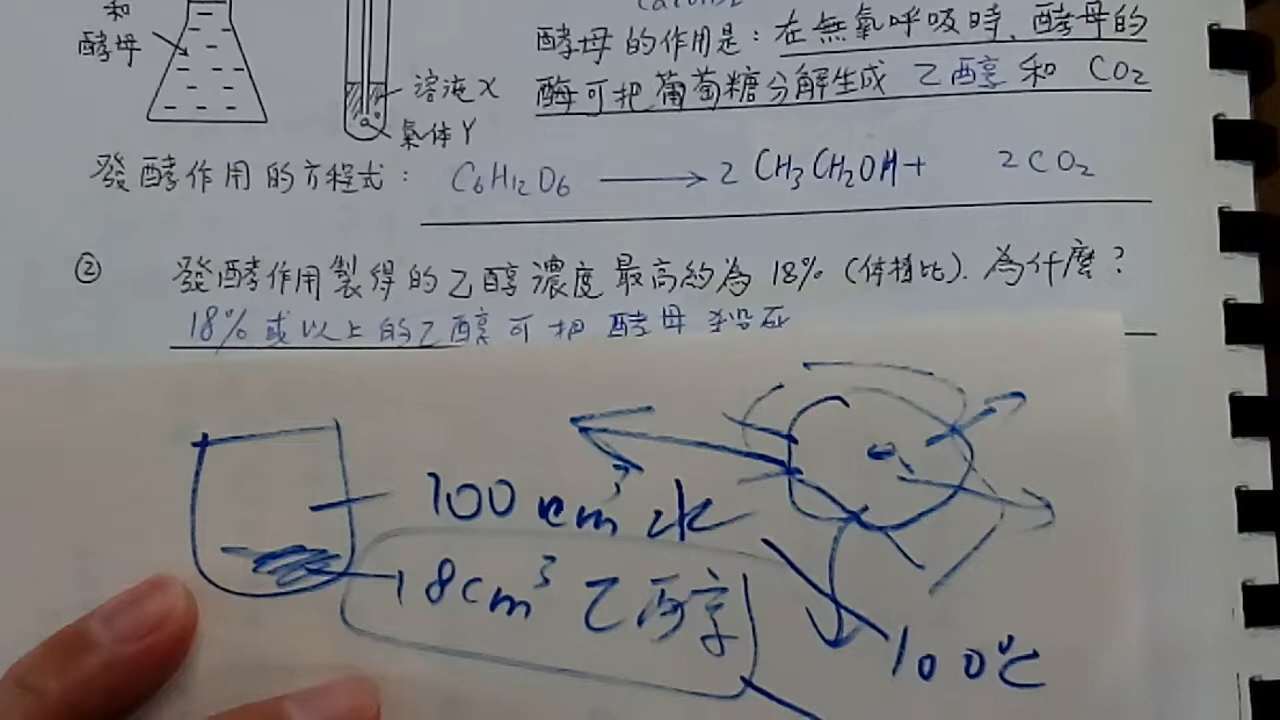 和
酵母
溶液X
氣体Y
酵母的作用是：在無氧呼吸時，酵母的
酶可把葡萄糖分解生成 乙醇 和 CO₂
發酵作用的方程式： C₆H₁₂O₆ ⟶ 2 CH₃CH₂OH + 2CO₂
② 發酵作用製得的乙醇濃度最高約為 18% (体積比). 為什麼？
18% 或以上的乙醇可把酵母殺死
100 cm³ 水
18cm³ 乙醇
100℃